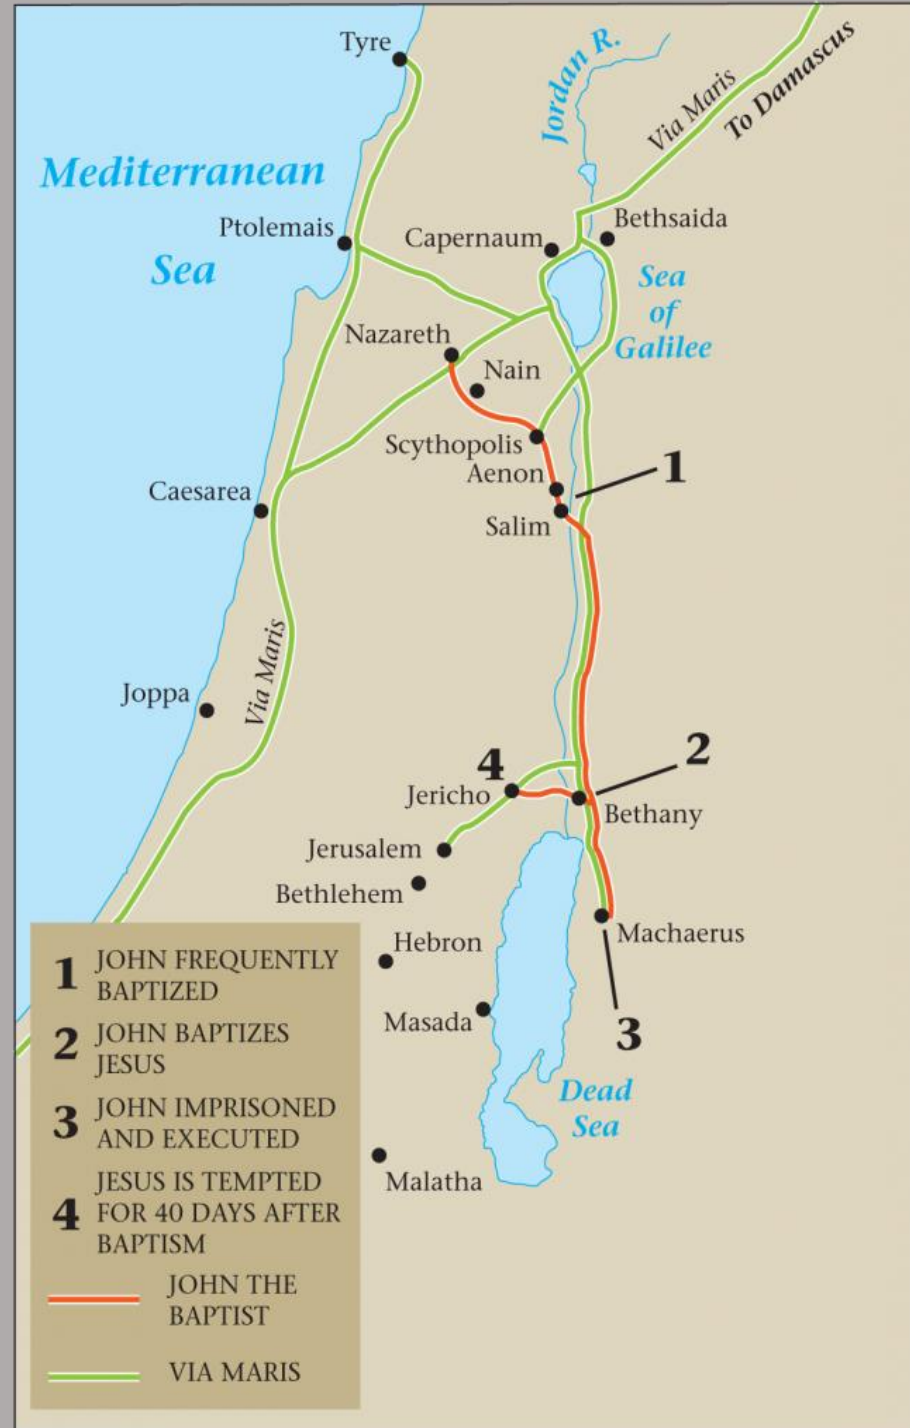 Tyre
Jordan R.
Via Maris
To Damascus
Mediterranean
Sea
Ptolemais
Capernaum
Bethsaida
Sea
of
Galilee
Nazareth
Nain
Scythopolis
Aenon
1
Salim
Caesarea
Via Maris
Joppa
2
4
Jericho
Bethany
Jerusalem
Bethlehem
Machaerus
Hebron
Masada
3
Dead
Sea
Malatha
1 JOHN FREQUENTLY
BAPTIZED
2 JOHN BAPTIZES
JESUS
3 JOHN IMPRISONED
AND EXECUTED
JESUS IS TEMPTED
4 FOR 40 DAYS AFTER
BAPTISM
JOHN THE
BAPTIST
VIA MARIS